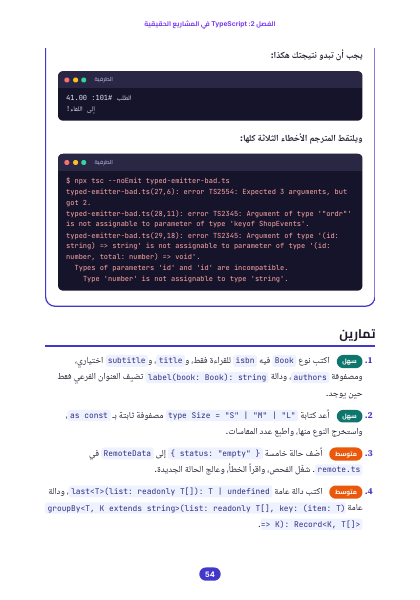 الفصل 2: TypeScript في المشاريع الحقيقية
يجب أن تبدو نتيجتك هكذا:
الطرفية
الطلب #101: 41.00
إلى اللقاء!
ويلتقط المترجم الأخطاء الثلاثة كلها:
الطرفية
$ npx tsc --noEmit typed-emitter-bad.ts
typed-emitter-bad.ts(27,6): error TS2554: Expected 3 arguments, but
got 2.
typed-emitter-bad.ts(28,11): error TS2345: Argument of type '"ordr"'
is not assignable to parameter of type 'keyof ShopEvents'.
typed-emitter-bad.ts(29,18): error TS2345: Argument of type '(id:
string) => string' is not assignable to parameter of type '(id:
number, total: number) => void'.
Types of parameters 'id' and 'id' are incompatible.
Type 'number' is not assignable to type 'string'.
تمارين
1. سهل اكتب نوع Book فيه isbn للقراءة فقط، و title، و subtitle اختياري،
ومصفوفة authors، ودالة label(book: Book): string تضيف العنوان الفرعي فقط
حين يوجد.
2. سهل أعد كتابة type Size = "S" | "M" | "L" مصفوفة ثابتة بـ as const،
واستخرج النوع منها، واطبع عدد المقاسات.
3. متوسط أضف حالة خامسة { status: "empty" } إلى RemoteData في
remote.ts. شغّل الفحص، واقرأ الخطأ، وعالج الحالة الجديدة.
4. متوسط اكتب دالة عامة last<T>(list: readonly T[]): T | undefined، ودالة
عامة groupBy<T, K extends string>(list: readonly T[], key: (item: T)
=> K): Record<K, T[]>.
54